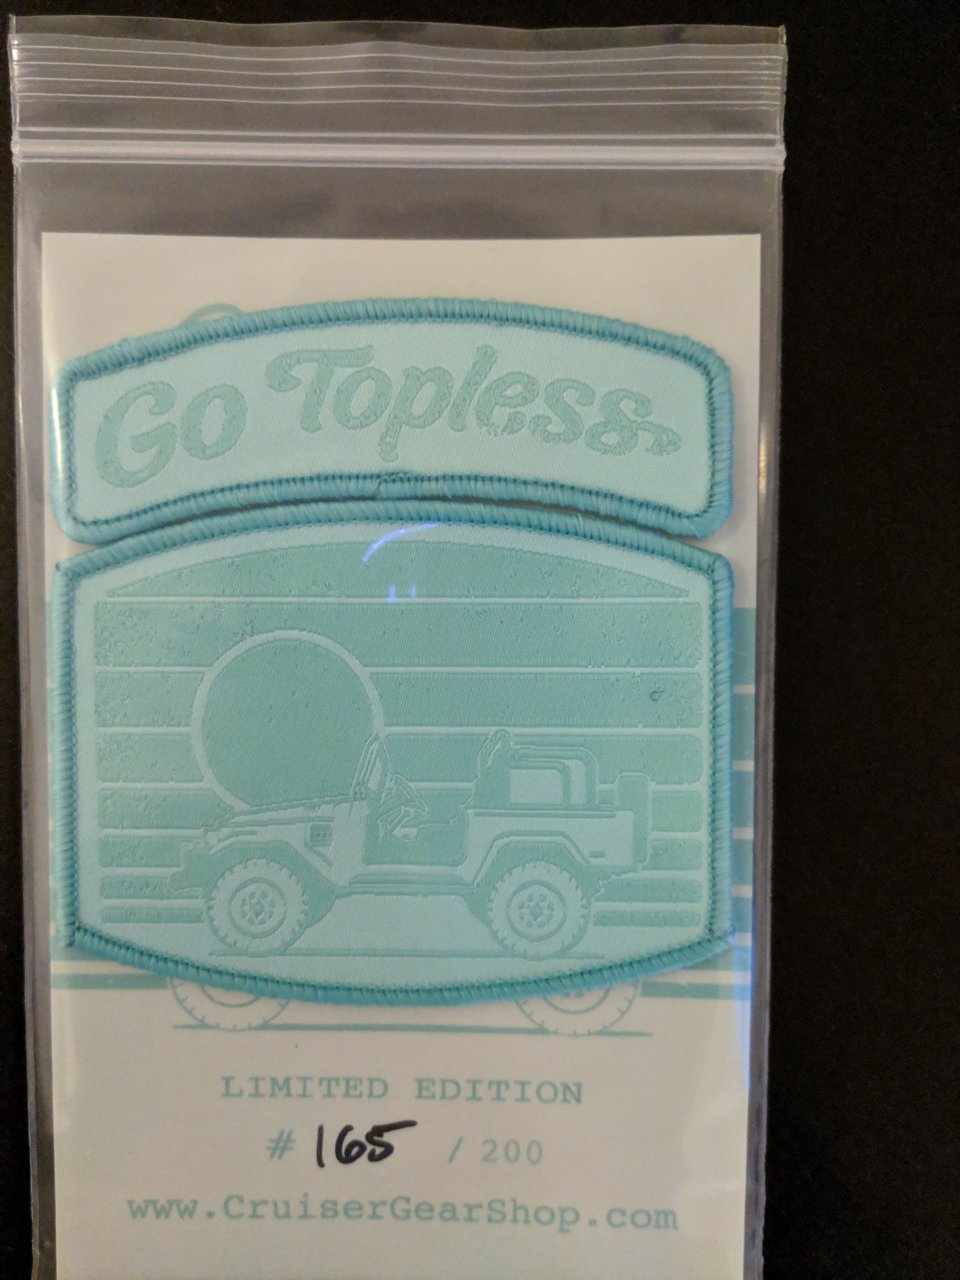 Go Topless
LIMITED EDITION
# 165 / 200
www.CruiserGearShop.com